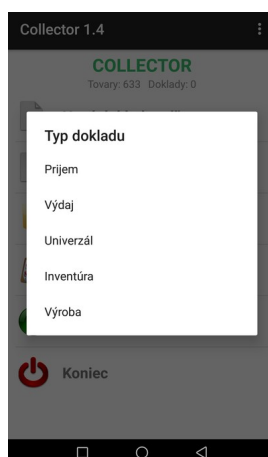 Collector 1.4
COLLECTOR
Tovary: 633 Doklady: 0
Typ dokladu
Prijem
Výdaj
Univerzál
Inventúra
Výroba
Koniec